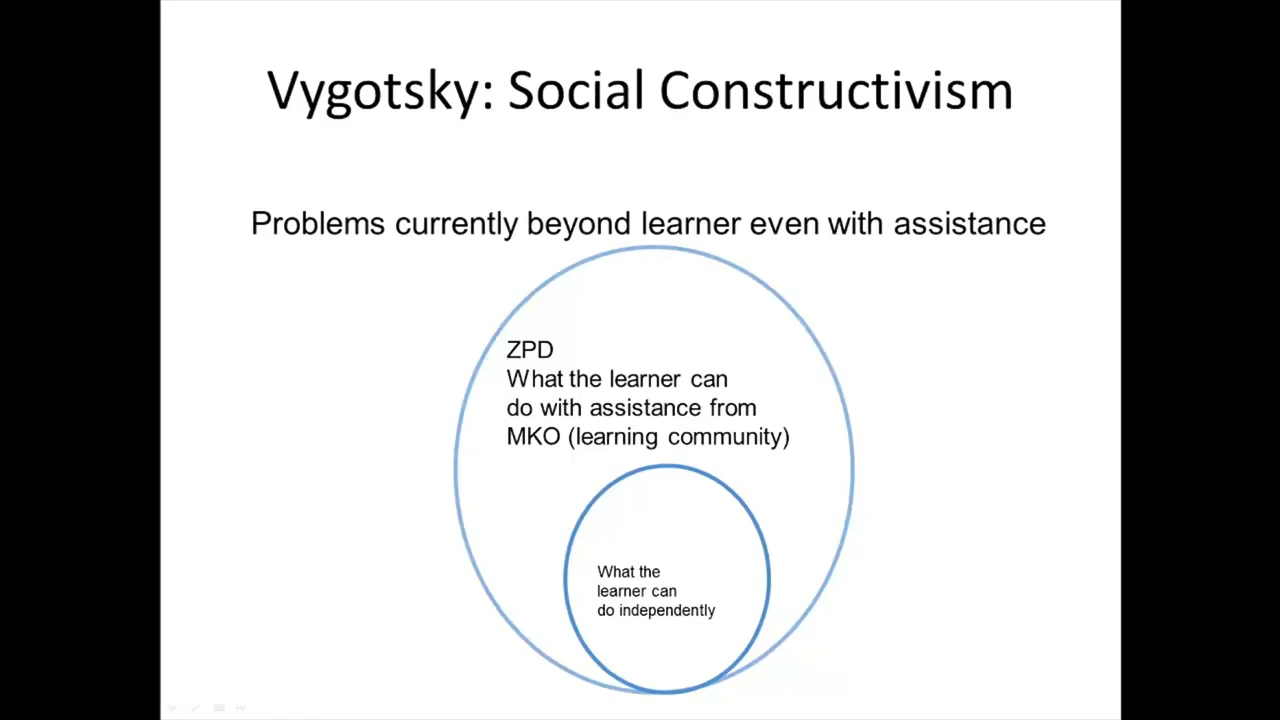 Vygotsky: Social Constructivism
Problems currently beyond learner even with assistance
ZPD
What the learner can
do with assistance from
MKO (learning community)
What the
learner can
do independently